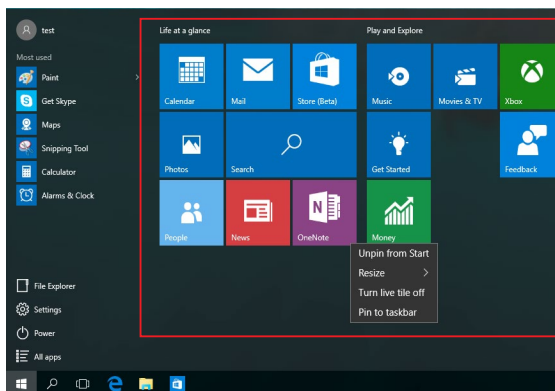 test
Most used
Paint
Get Skype
Maps
Snipping Tool
Calculator
Alarms & Clock
File Explorer
Settings
Power
All apps
Life at a glance
Calendar
Mail
Store (Beta)
Photos
Search
People
News
OneNote
Play and Explore
Music
Movies & TV
Xbox
Get Started
Feedback
Money
Unpin from Start
Resize
Turn live tile off
Pin to taskbar